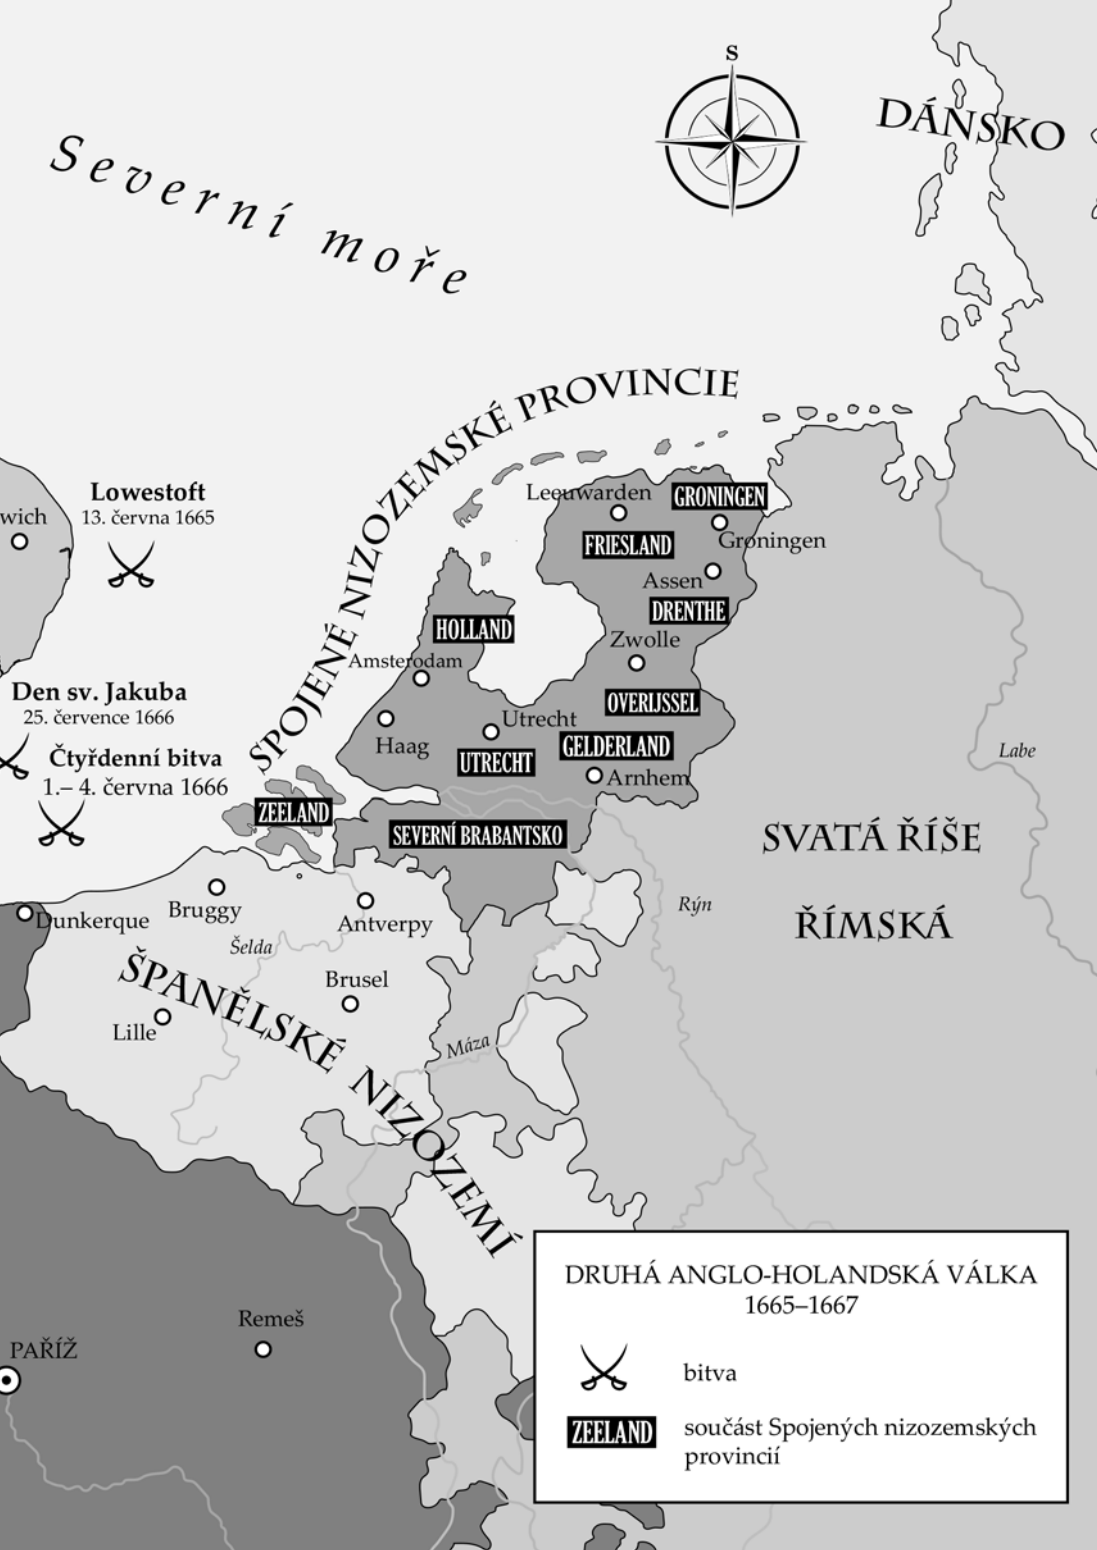 S
DÁNSKO
Severní moře
SPOJENÉ NIZOZEMSKÉ PROVINCIE
Lowestoft
13. června 1665
wich
Leeuwarden
GRONINGEN
Groningen
FRIESLAND
Assen
DRENTHE
HOLLAND
Zwolle
Amsterodam
OVERIJSSEL
Den sv. Jakuba
25. července 1666
Utrecht
Haag
GELDERLAND
UTRECHT
Arnhem
Labe
Čtyřdenní bitva
1.– 4. června 1666
ZEELAND
SEVERNÍ BRABANTSKO
SVATÁ ŘÍŠE
ŘÍMSKÁ
Rýn
Dunkerque
Bruggy
Antverpy
Šelda
Brusel
Lille
ŠPANĚLSKÉ NIZOZEMÍ
Máza
Remeš
PAŘÍŽ
DRUHÁ ANGLO-HOLANDSKÁ VÁLKA
1665–1667
bitva
ZEELAND
součást Spojených nizozemských
provincií